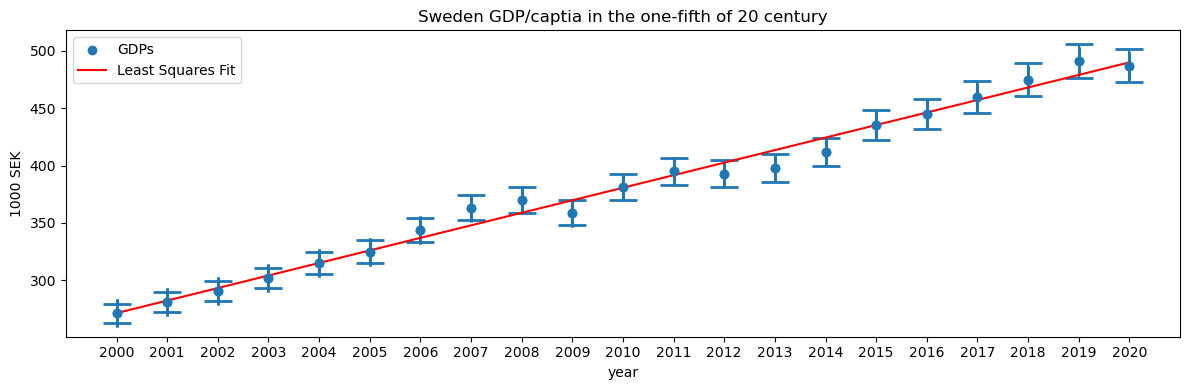 Sweden GDP/captia in the one-fifth of 20 century
GDPs
Least Squares Fit
1000 SEK
500
450
400
350
300
2000 2001 2002 2003 2004 2005 2006 2007 2008 2009 2010 2011 2012 2013 2014 2015 2016 2017 2018 2019 2020
year